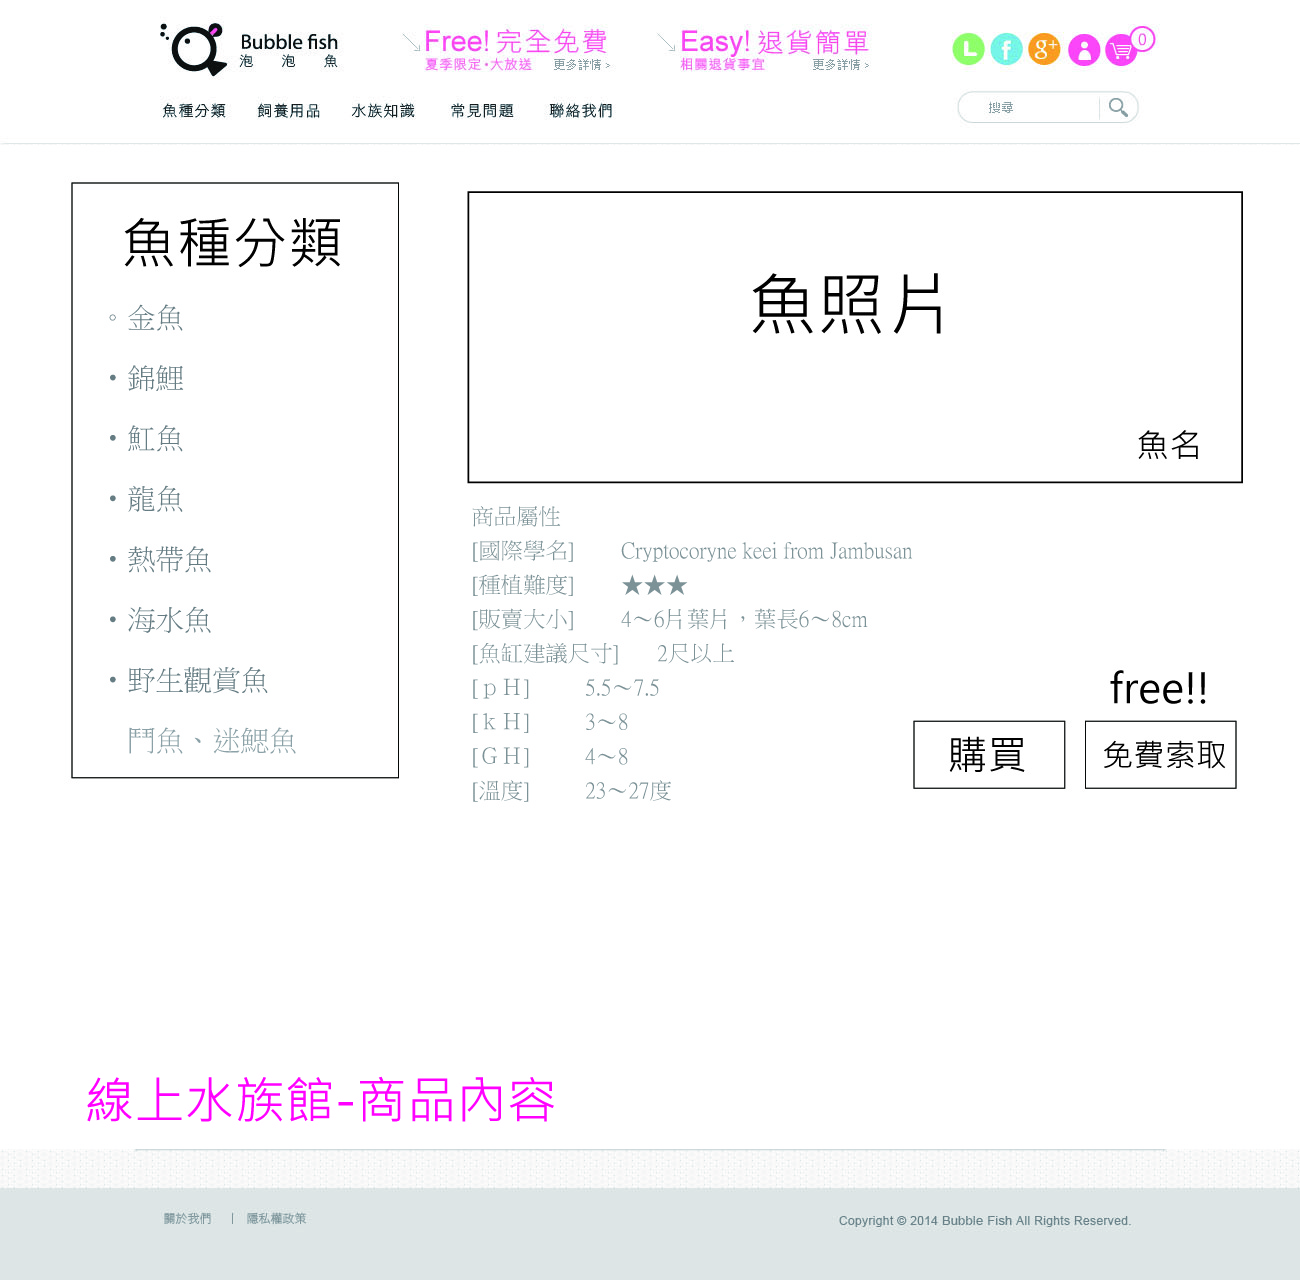 Bubble fish
泡泡魚
Free! 完全免費
夏季限定・大放送 更多詳情 >
Easy! 退貨簡單
相關退貨事宜 更多詳情 >
L f g+ 0
魚種分類 飼養用品 水族知識 常見問題 聯絡我們
搜尋
魚種分類
。金魚
・錦鯉
・魟魚
・龍魚
・熱帶魚
・海水魚
・野生觀賞魚
鬥魚、迷鰓魚
魚照片
魚名
商品屬性
[國際學名] Cryptocoryne keei from Jambusan
[種植難度] ★★★
[販賣大小] 4～6片葉片，葉長6～8cm
[魚缸建議尺寸] 2尺以上
[ｐＨ] 5.5～7.5
[ｋＨ] 3～8
[ＧＨ] 4～8
[溫度] 23～27度
free!!
購買
免費索取
線上水族館-商品內容
關於我們 | 隱私權政策
Copyright © 2014 Bubble Fish All Rights Reserved.